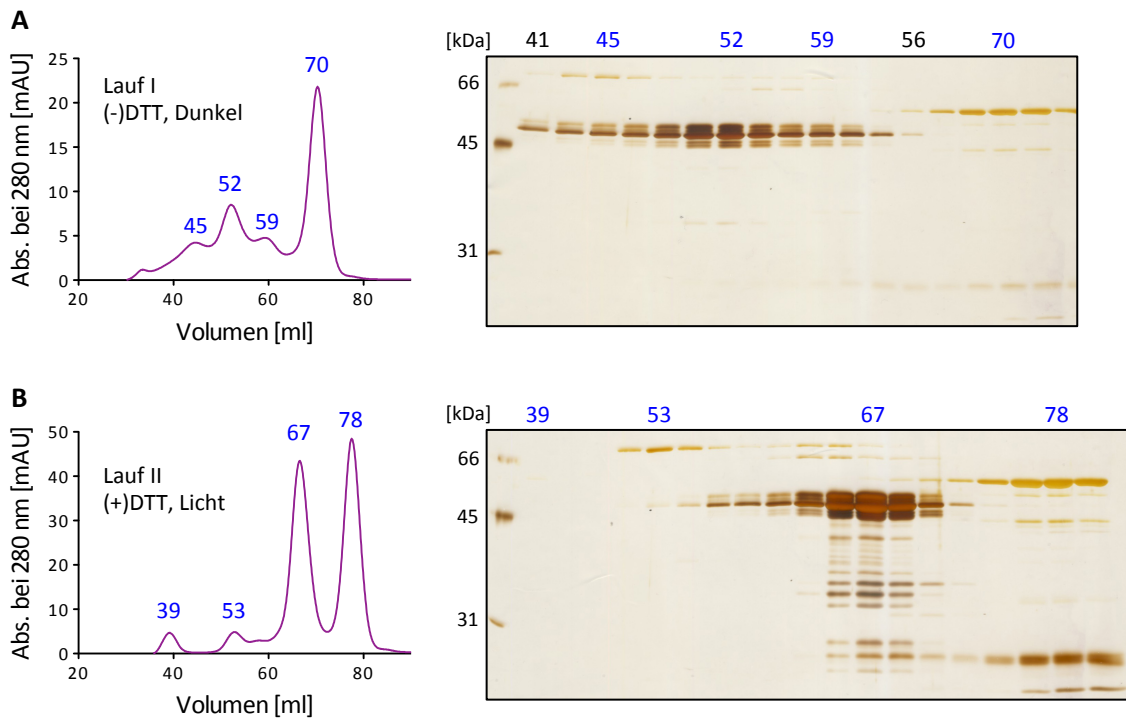 A
25
20
15
10
5
0
20 40 60 80
Abs. bei 280 nm [mAU]
Volumen [ml]
Lauf I
(-)DTT, Dunkel
45
52
59
70
[kDa] 41 45 52 59 56 70
66
45
31
B
50
40
30
20
10
0
20 40 60 80
Abs. bei 280 nm [mAU]
Volumen [ml]
Lauf II
(+)DTT, Licht
39
53
67
78
[kDa] 39 53 67 78
66
45
31